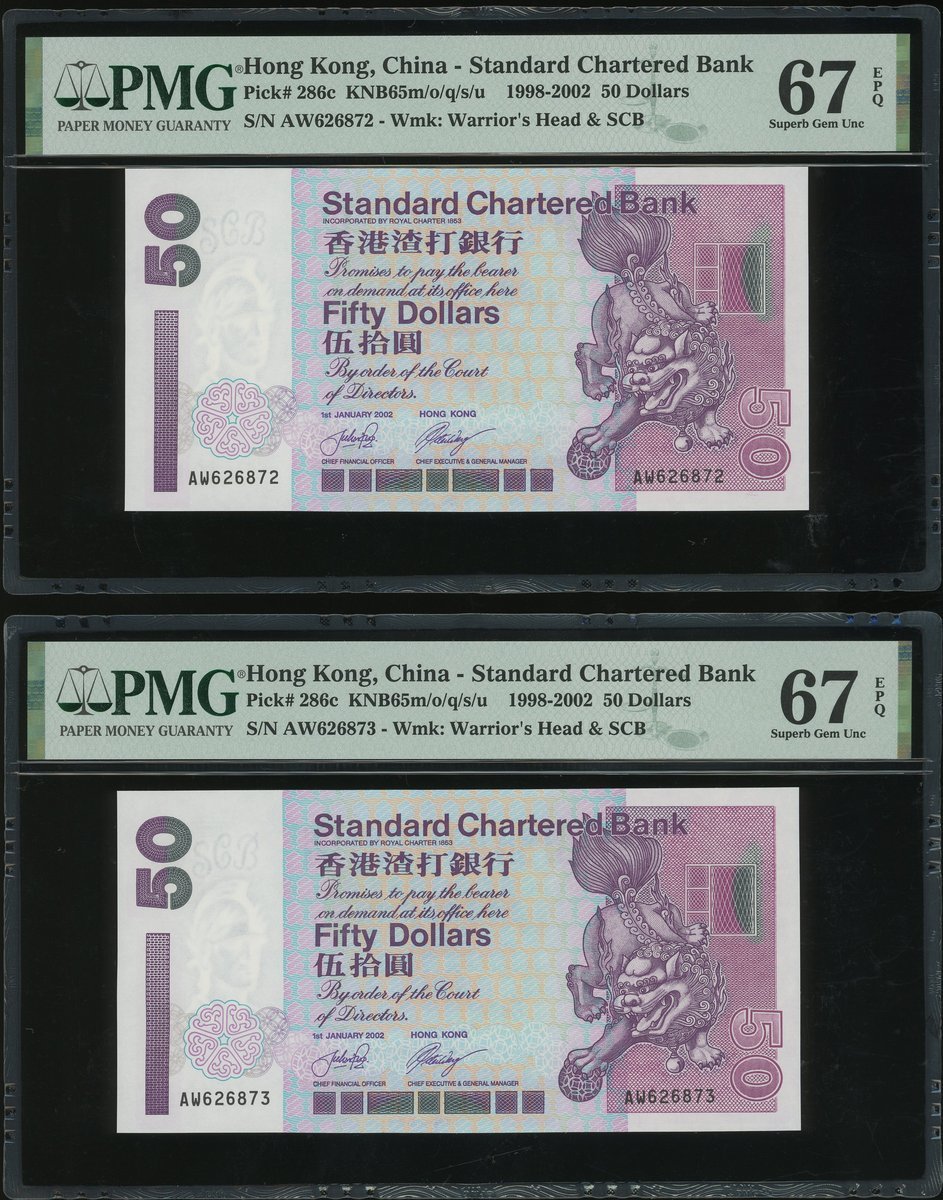 PMG®
PAPER MONEY GUARANTY
Hong Kong, China - Standard Chartered Bank
Pick# 286c KNB65m/o/q/s/u 1998-2002 50 Dollars
S/N AW626872 - Wmk: Warrior's Head & SCB
67 EPQ
Superb Gem Unc
50
SCB
Standard Chartered Bank
INCORPORATED BY ROYAL CHARTER 1853
香港渣打銀行
Promises to pay the bearer
on demand at its office here
Fifty Dollars
伍拾圓
By order of the Court
of Directors.
1st JANUARY 2002 HONG KONG
CHIEF FINANCIAL OFFICER CHIEF EXECUTIVE & GENERAL MANAGER
AW626872
AW626872
50
PMG®
PAPER MONEY GUARANTY
Hong Kong, China - Standard Chartered Bank
Pick# 286c KNB65m/o/q/s/u 1998-2002 50 Dollars
S/N AW626873 - Wmk: Warrior's Head & SCB
67 EPQ
Superb Gem Unc
50
SCB
Standard Chartered Bank
INCORPORATED BY ROYAL CHARTER 1853
香港渣打銀行
Promises to pay the bearer
on demand at its office here
Fifty Dollars
伍拾圓
By order of the Court
of Directors.
1st JANUARY 2002 HONG KONG
CHIEF FINANCIAL OFFICER CHIEF EXECUTIVE & GENERAL MANAGER
AW626873
AW626873
50